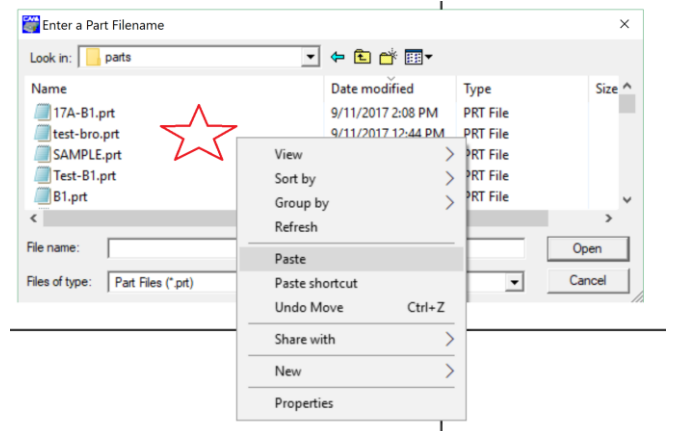 Enter a Part Filename
Look in: parts
Name Date modified Type Size
17A-B1.prt 9/11/2017 2:08 PM PRT File
test-bro.prt 9/11/2017 12:44 PM PRT File
SAMPLE.prt PRT File
Test-B1.prt PRT File
B1.prt PRT File
View
Sort by
Group by
Refresh
Paste
Paste shortcut
Undo Move Ctrl+Z
Share with
New
Properties
File name: Open
Files of type: Part Files (*.prt) Cancel